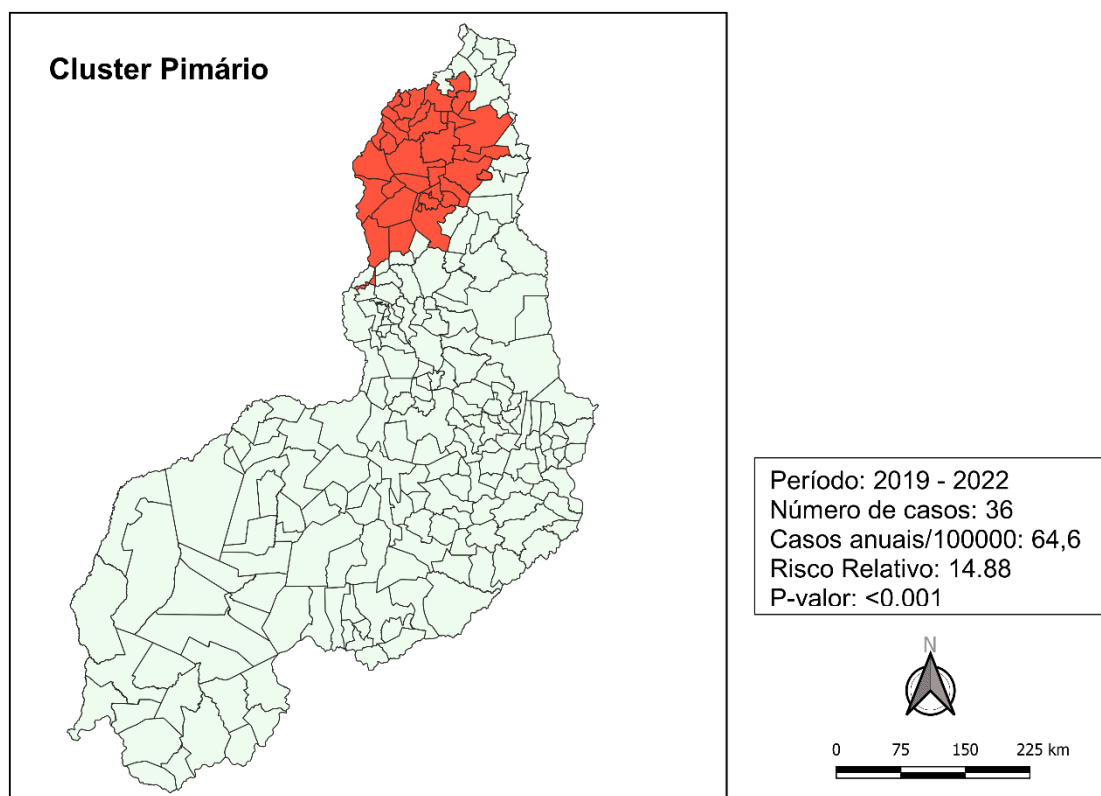 Cluster Pimário
Período: 2019 - 2022
Número de casos: 36
Casos anuais/100000: 64,6
Risco Relativo: 14.88
P-valor: <0.001
N
0 75 150 225 km